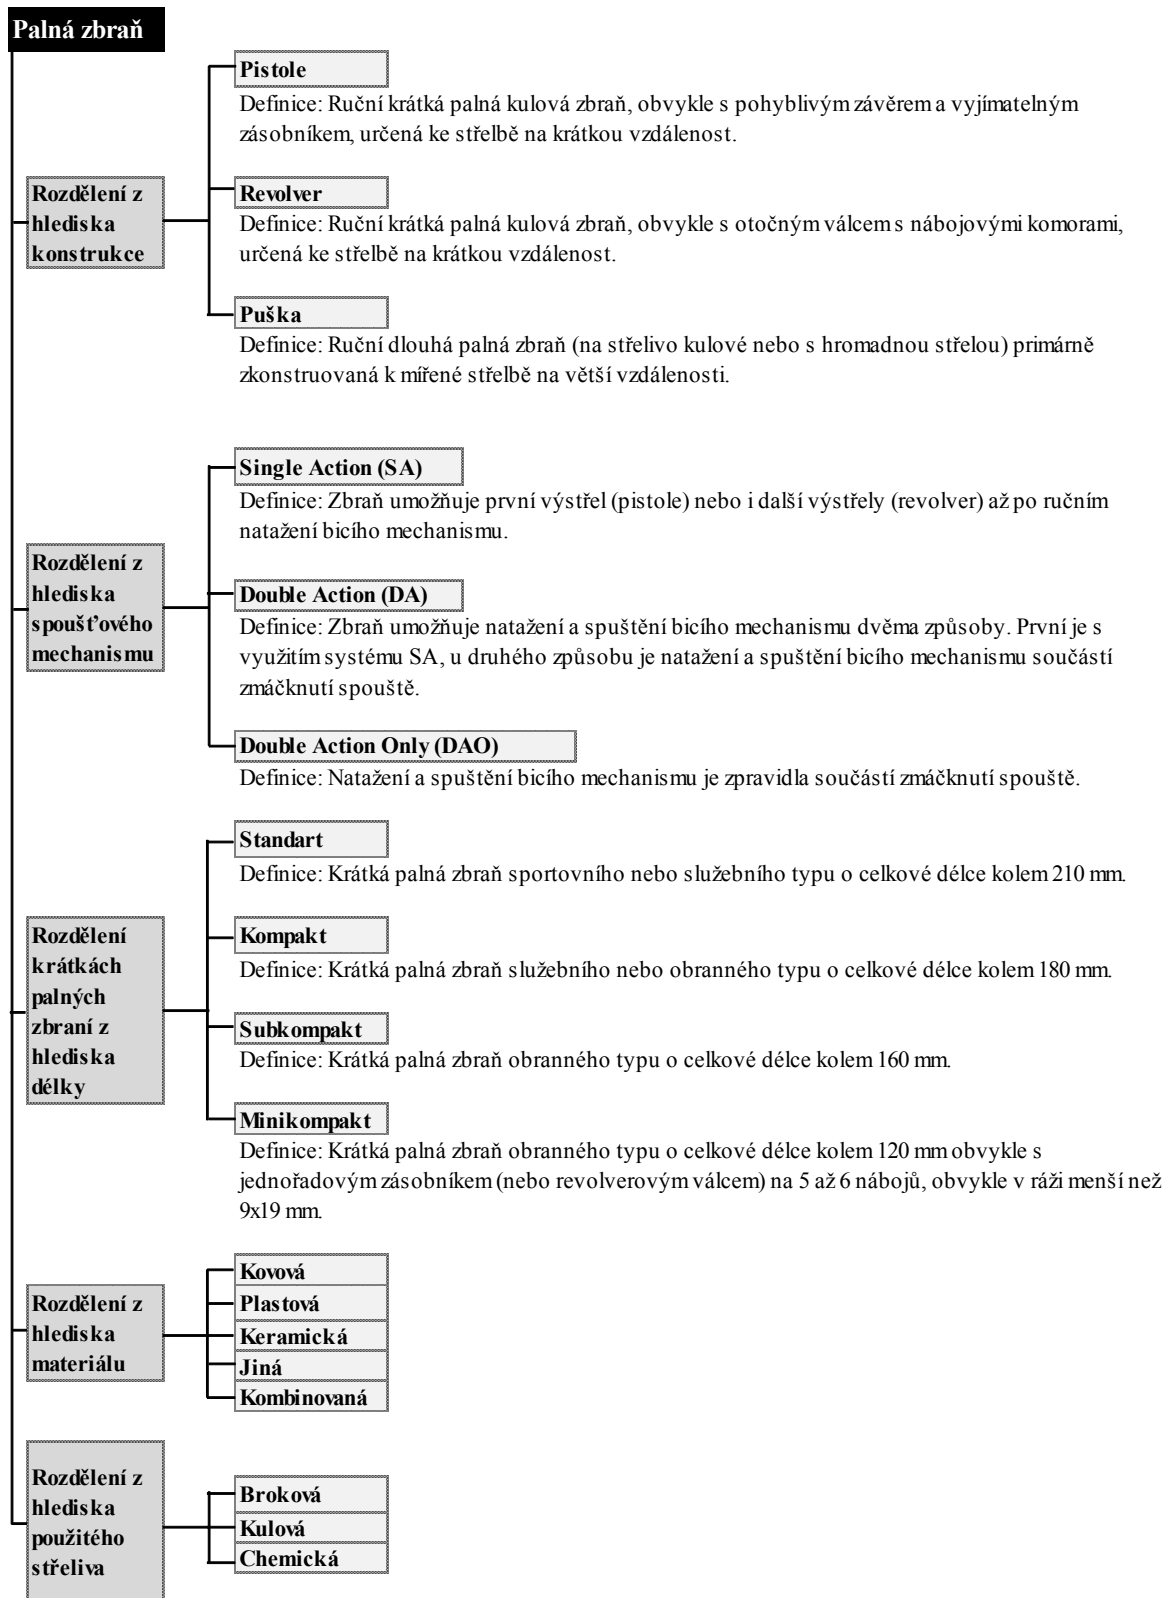 Palná zbraň
Pistole
Definice: Ruční krátká palná kulová zbraň, obvykle s pohyblivým závěrem a vyjímatelným
zásobníkem, určená ke střelbě na krátkou vzdálenost.
Rozdělení z
hlediska
konstrukce
Revolver
Definice: Ruční krátká palná kulová zbraň, obvykle s otočným válcem s nábojovými komorami,
určená ke střelbě na krátkou vzdálenost.
Puška
Definice: Ruční dlouhá palná zbraň (na střelivo kulové nebo s hromadnou střelou) primárně
zkonstruovaná k mířené střelbě na větší vzdálenosti.
Single Action (SA)
Definice: Zbraň umožňuje první výstřel (pistole) nebo i další výstřely (revolver) až po ručním
natažení bicího mechanismu.
Rozdělení z
hlediska
spoušťového
mechanismu
Double Action (DA)
Definice: Zbraň umožňuje natažení a spuštění bicího mechanismu dvěma způsoby. První je s
využitím systému SA, u druhého způsobu je natažení a spuštění bicího mechanismu součástí
zmáčknutí spouště.
Double Action Only (DAO)
Definice: Natažení a spuštění bicího mechanismu je zpravidla součástí zmáčknutí spouště.
Standart
Definice: Krátká palná zbraň sportovního nebo služebního typu o celkové délce kolem 210 mm.
Rozdělení
krátkách
palných
zbraní z
hlediska
délky
Kompakt
Definice: Krátká palná zbraň služebního nebo obranného typu o celkové délce kolem 180 mm.
Subkompakt
Definice: Krátká palná zbraň obranného typu o celkové délce kolem 160 mm.
Minikompakt
Definice: Krátká palná zbraň obranného typu o celkové délce kolem 120 mm obvykle s
jednořadovým zásobníkem (nebo revolverovým válcem) na 5 až 6 nábojů, obvykle v ráži menší než
9x19 mm.
Rozdělení z
hlediska
materiálu
Kovová
Plastová
Keramická
Jiná
Kombinovaná
Rozdělení z
hlediska
použitého
střeliva
Broková
Kulová
Chemická